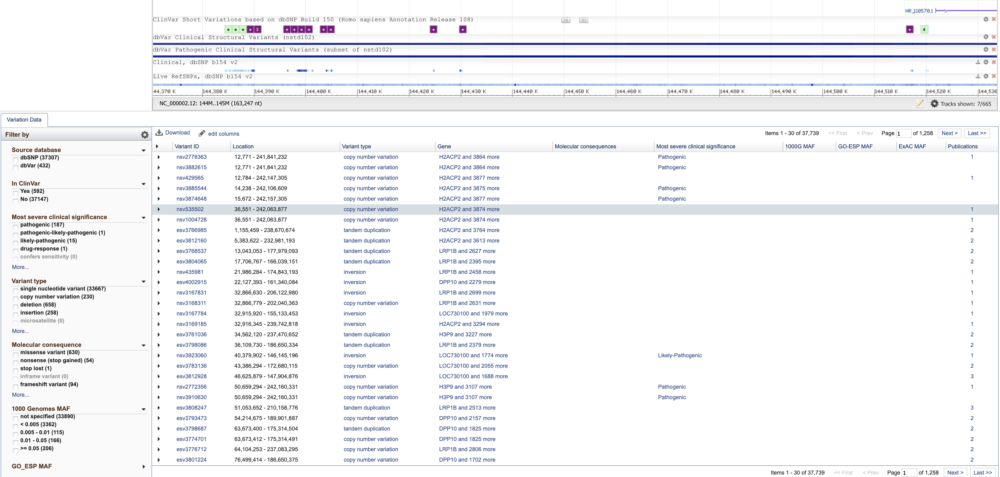 NR_110570.1
ClinVar Short Variations based on dbSNP Build 150 (Homo sapiens Annotation Release 108)
+ + + + 3 + + + + + + + + + 4
dbVar Clinical Structural Variants (nstd102)
dbVar Pathogenic Clinical Structural Variants (subset of nstd102)
Clinical, dbSNP b154 v2
Live RefSNPs, dbSNP b154 v2
44,370 K 144,380 K 144,390 K 144,400 K 144,410 K 144,420 K 144,430 K 144,440 K 144,450 K 144,460 K 144,470 K 144,480 K 144,490 K 144,500 K 144,510 K 144,520 K 144,530
NC_000002.12: 144M..145M (163,247 nt) Tracks shown: 7/665
Variation Data
Filter by
Source database
dbSNP (37307)
dbVar (432)
In ClinVar
Yes (592)
No (37147)
Most severe clinical significance
pathogenic (187)
pathogenic-likely-pathogenic (1)
likely-pathogenic (15)
drug-response (1)
confers sensitivity (0)
More...
Variant type
single nucleotide variant (33667)
copy number variation (230)
deletion (658)
insertion (258)
microsatellite (0)
More...
Molecular consequence
missense variant (630)
nonsense (stop gained) (54)
stop lost (1)
inframe variant (0)
frameshift variant (94)
More...
1000 Genomes MAF
not specified (33890)
< 0.005 (3362)
0.005 - 0.01 (115)
0.01 - 0.05 (166)
>= 0.05 (206)
GO_ESP MAF
Download edit columns Items 1 - 30 of 37,739 << First < Prev Page 1 of 1,258 Next > Last >>
Variant ID Location Variant type Gene Molecular consequences Most severe clinical significance 1000G MAF GO-ESP MAF ExAC MAF Publications
nsv2776363 12,771 - 241,841,232 copy number variation H2ACP2 and 3864 more Pathogenic 1
nsv3882615 12,771 - 241,841,232 copy number variation H2ACP2 and 3864 more Pathogenic
nsv429565 12,784 - 242,147,305 copy number variation H2ACP2 and 3877 more 1
nsv3885544 14,238 - 242,106,609 copy number variation H2ACP2 and 3875 more Pathogenic
nsv3874648 15,672 - 242,157,305 copy number variation H2ACP2 and 3877 more Pathogenic
nsv535502 36,551 - 242,063,877 copy number variation H2ACP2 and 3874 more 1
nsv1004728 36,551 - 242,063,877 copy number variation H2ACP2 and 3874 more 1
esv3766985 1,155,459 - 238,670,674 tandem duplication H2ACP2 and 3764 more 2
esv3812160 5,383,622 - 232,981,193 tandem duplication H2ACP2 and 3613 more 2
esv3768537 13,043,053 - 177,979,093 tandem duplication LRP1B and 2627 more 2
esv3804065 17,706,767 - 166,039,151 tandem duplication LRP1B and 2395 more 2
nsv435981 21,986,284 - 174,843,193 inversion LRP1B and 2458 more 1
esv4002915 22,127,393 - 161,340,084 inversion DPP10 and 2279 more 1
nsv3167831 32,866,630 - 206,122,980 inversion LRP1B and 2699 more 1
nsv3168311 32,866,779 - 202,040,363 copy number variation LRP1B and 2631 more 1
nsv3167784 32,915,920 - 155,133,453 inversion LOC730100 and 1979 more 1
nsv3169185 32,916,345 - 239,742,818 inversion H2ACP2 and 3294 more 1
esv3761036 34,562,120 - 237,470,652 tandem duplication H3P9 and 3227 more 2
esv3798086 36,109,730 - 186,650,334 tandem duplication LRP1B and 2379 more 2
nsv3923060 40,379,902 - 146,145,196 inversion LOC730100 and 1774 more Likely-Pathogenic 1
esv3783136 43,386,294 - 172,680,115 copy number variation LOC730100 and 2055 more 2
esv3812928 46,625,879 - 147,904,876 inversion LOC730100 and 1688 more 3
nsv2772356 50,659,294 - 242,160,331 copy number variation H3P9 and 3107 more Pathogenic 1
nsv3910630 50,659,294 - 242,160,331 copy number variation H3P9 and 3107 more Pathogenic
esv3808247 51,053,652 - 210,158,776 tandem duplication LRP1B and 2513 more 3
esv3793473 54,214,675 - 189,901,887 copy number variation DPP10 and 2157 more 2
esv3798687 63,673,400 - 175,314,504 tandem duplication DPP10 and 1825 more 2
esv3774701 63,673,412 - 175,314,491 copy number variation DPP10 and 1825 more 2
esv3776712 64,104,253 - 237,083,295 copy number variation LRP1B and 2806 more 2
esv3801224 76,499,414 - 186,650,375 copy number variation DPP10 and 1702 more 2
Items 1 - 30 of 37,739 << First < Prev Page 1 of 1,258 Next > Last >>